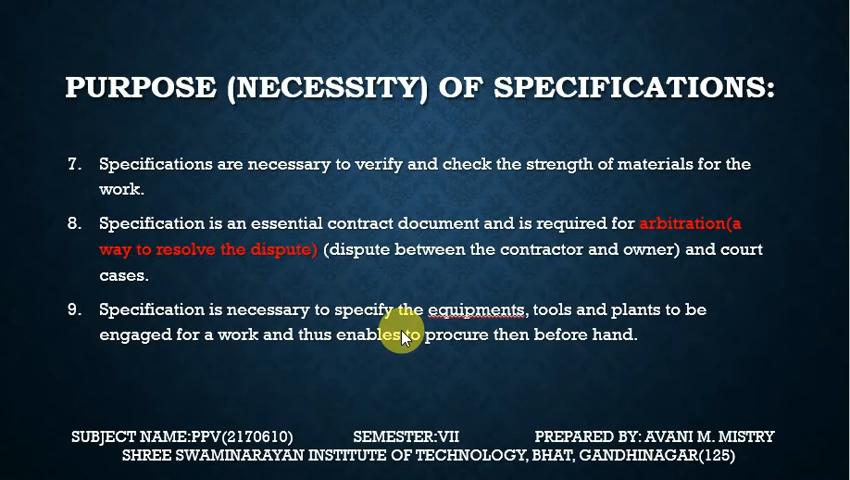 PURPOSE (NECESSITY) OF SPECIFICATIONS:
7. Specifications are necessary to verify and check the strength of materials for the
work.
8. Specification is an essential contract document and is required for arbitration(a
way to resolve the dispute) (dispute between the contractor and owner) and court
cases.
9. Specification is necessary to specify the equipments, tools and plants to be
engaged for a work and thus enables to procure then before hand.
SUBJECT NAME:PPV(2170610) SEMESTER:VII PREPARED BY: AVANI M. MISTRY
SHREE SWAMINARAYAN INSTITUTE OF TECHNOLOGY, BHAT, GANDHINAGAR(125)